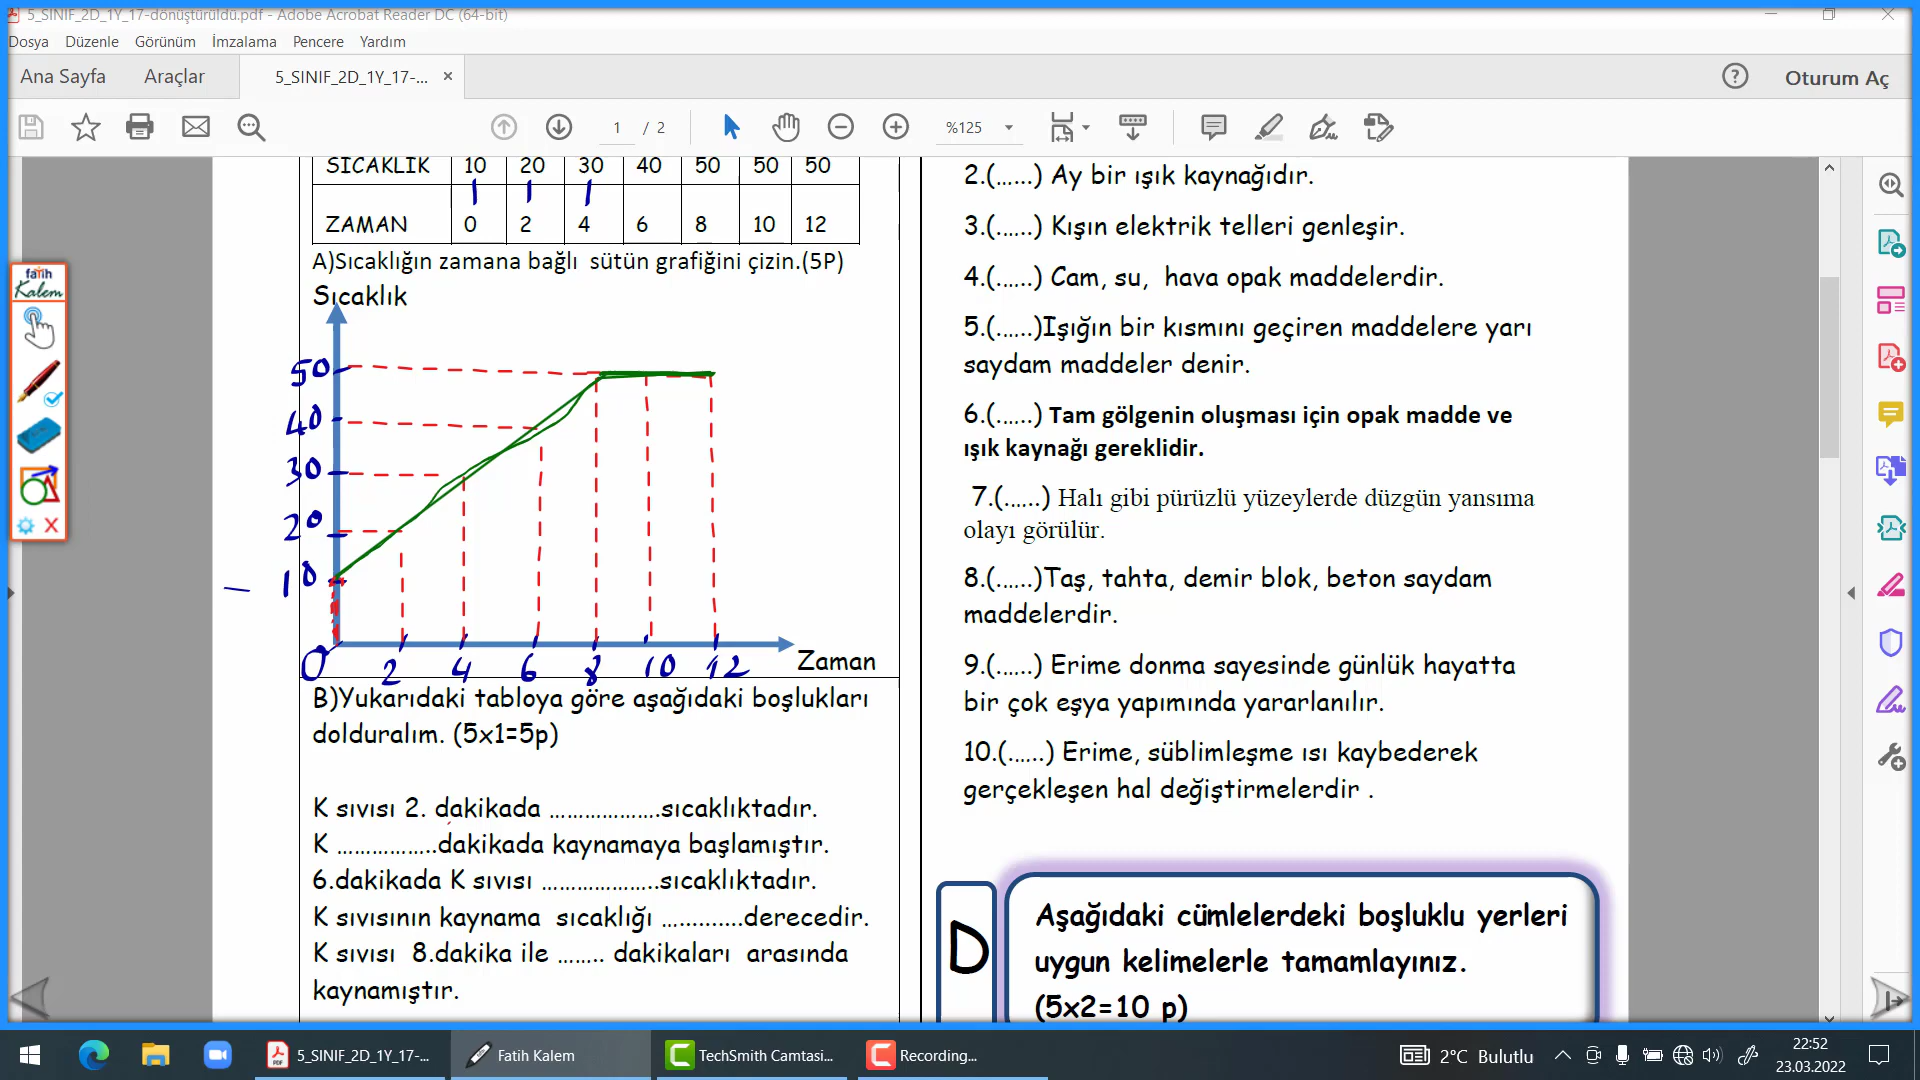 5_SINIF_2D_1Y_17-dönüştürüldü.pdf - Adobe Acrobat Reader DC (64-bit)
Dosya Düzenle Görünüm İmzalama Pencere Yardım
Ana Sayfa Araçlar 5_SINIF_2D_1Y_17-... × Oturum Aç
1 / 2 %125
SICAKLIK 10 20 30 40 50 50 50
ZAMAN 0 2 4 6 8 10 12
A)Sıcaklığın zamana bağlı sütün grafiğini çizin.(5P)
Sıcaklık
50
40
30
20
10
0 2 4 6 8 10 12 Zaman
B)Yukarıdaki tabloya göre aşağıdaki boşlukları
dolduralım. (5x1=5p)
K sıvısı 2. dakikada ……………….sıcaklıktadır.
K ……………..dakikada kaynamaya başlamıştır.
6.dakikada K sıvısı ………………..sıcaklıktadır.
K sıvısının kaynama sıcaklığı …..........derecedir.
K sıvısı 8.dakika ile …….. dakikaları arasında
kaynamıştır.
2.(……) Ay bir ışık kaynağıdır.
3.(……) Kışın elektrik telleri genleşir.
4.(……) Cam, su, hava opak maddelerdir.
5.(……)Işığın bir kısmını geçiren maddelere yarı
saydam maddeler denir.
6.(……) Tam gölgenin oluşması için opak madde ve
ışık kaynağı gereklidir.
7.(……) Halı gibi pürüzlü yüzeylerde düzgün yansıma
olayı görülür.
8.(……)Taş, tahta, demir blok, beton saydam
maddelerdir.
9.(……) Erime donma sayesinde günlük hayatta
bir çok eşya yapımında yararlanılır.
10.(……) Erime, süblimleşme ısı kaybederek
gerçekleşen hal değiştirmelerdir .
D
Aşağıdaki cümlelerdeki boşluklu yerleri
uygun kelimelerle tamamlayınız.
(5x2=10 p)
fatih
Kalem
5_SINIF_2D_1Y_17-... Fatih Kalem TechSmith Camtasi... Recording... 2°C Bulutlu 22:52
23.03.2022